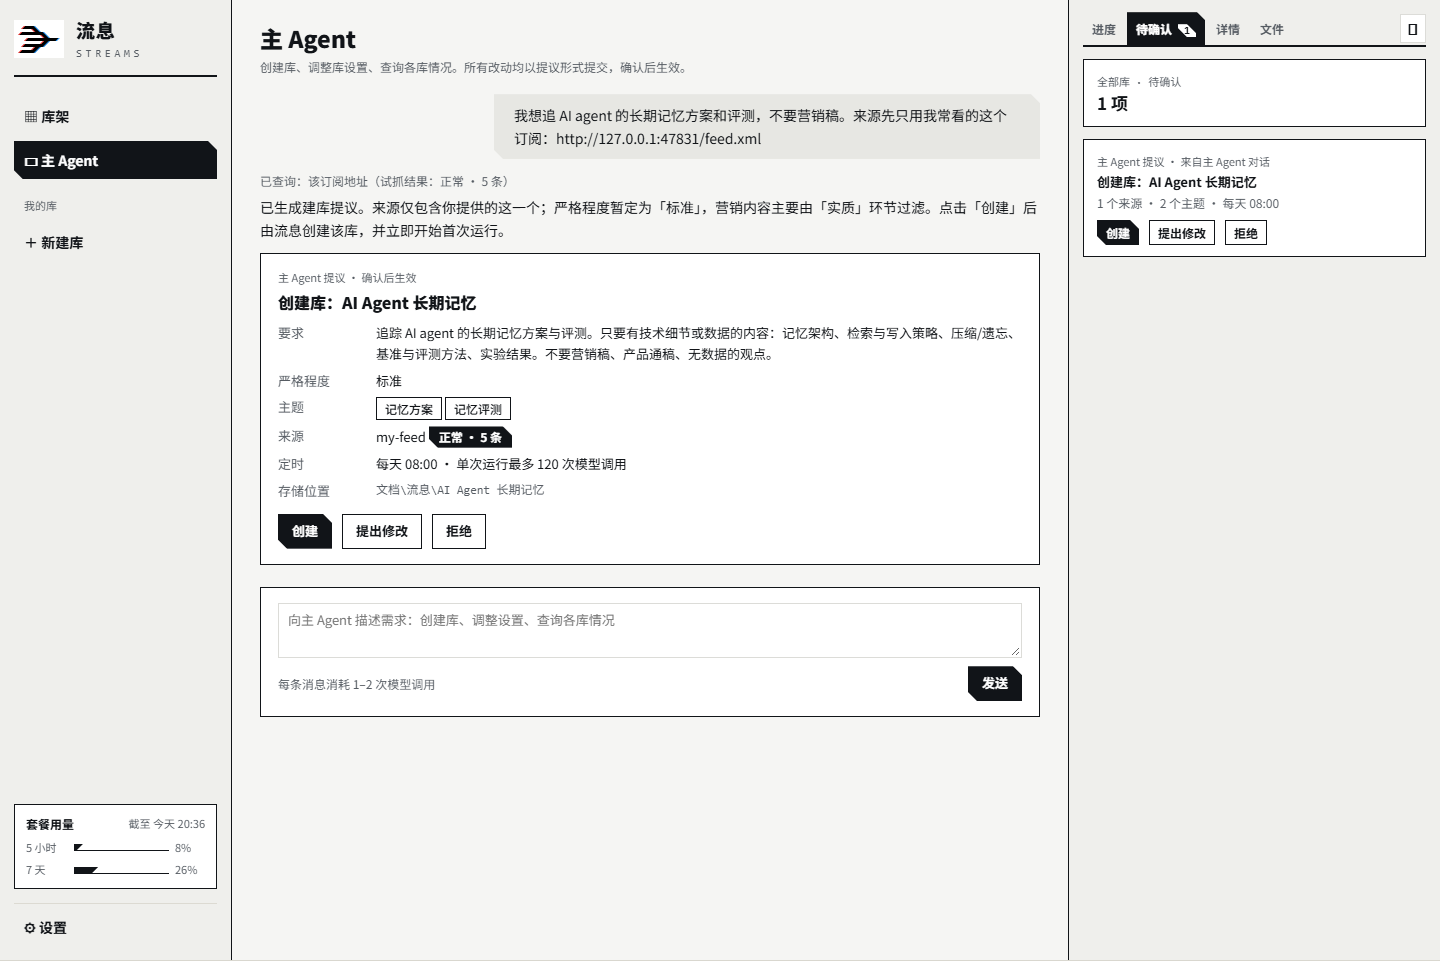 流息
STREAMS
库架
主 Agent
我的库
新建库
套餐用量 截至 今天 20:36
5 小时 8%
7 天 26%
设置
主 Agent
创建库、调整库设置、查询各库情况。所有改动均以提议形式提交，确认后生效。
我想追 AI agent 的长期记忆方案和评测，不要营销稿。来源先只用我常看的这个
订阅：http://127.0.0.1:47831/feed.xml
已查询：该订阅地址（试抓结果：正常 · 5 条）
已生成建库提议。来源仅包含你提供的这一个；严格程度暂定为「标准」，营销内容主要由「实质」环节过滤。点击「创建」后
由流息创建该库，并立即开始首次运行。
主 Agent 提议 · 确认后生效
创建库：AI Agent 长期记忆
要求 追踪 AI agent 的长期记忆方案与评测。只要有技术细节或数据的内容：记忆架构、检索与写入策略、压缩/遗忘、
基准与评测方法、实验结果。不要营销稿、产品通稿、无数据的观点。
严格程度 标准
主题 记忆方案 记忆评测
来源 my-feed 正常 · 5 条
定时 每天 08:00 · 单次运行最多 120 次模型调用
存储位置 文档\流息\AI Agent 长期记忆
创建 提出修改 拒绝
向主 Agent 描述需求：创建库、调整设置、查询各库情况
每条消息消耗 1–2 次模型调用 发送
进度 待确认 1 详情 文件
全部库 · 待确认
1 项
主 Agent 提议 · 来自主 Agent 对话
创建库：AI Agent 长期记忆
1 个来源 · 2 个主题 · 每天 08:00
创建 提出修改 拒绝